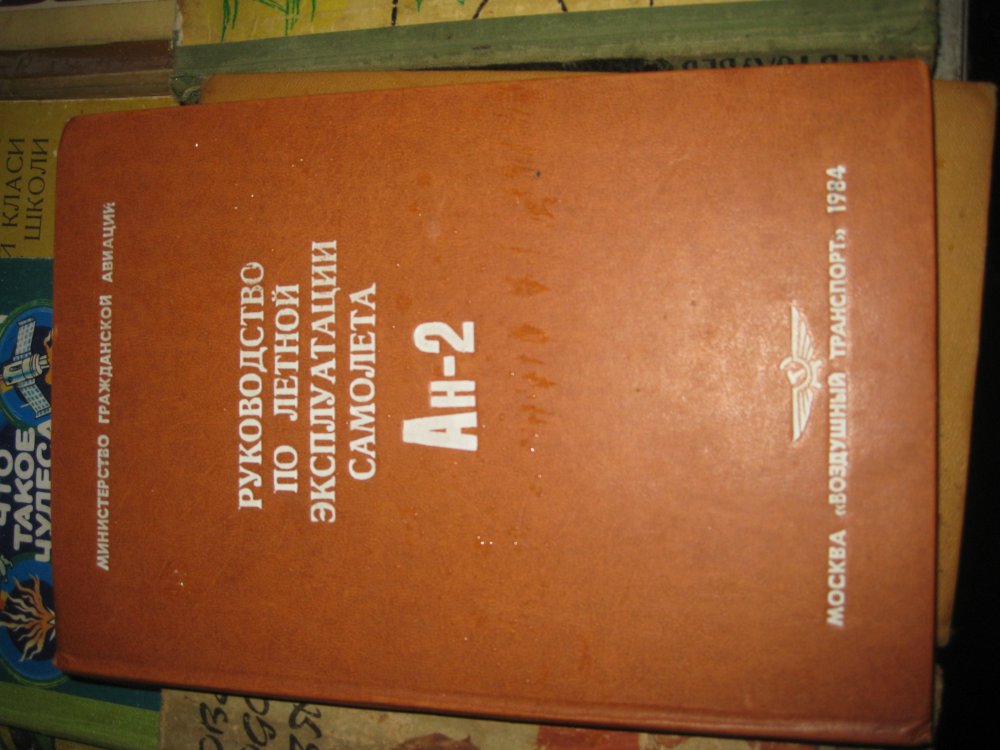 МИНИСТЕРСТВО ГРАЖДАНСКОЙ АВИАЦИИ
РУКОВОДСТВО
ПО ЛЕТНОЙ
ЭКСПЛУАТАЦИИ
САМОЛЕТА
Ан-2
МОСКВА «ВОЗДУШНЫЙ ТРАНСПОРТ» 1984
КЛАСИ
ШКОЛИ
ЧТО
ТАКОЕ
ЧУДЕСА